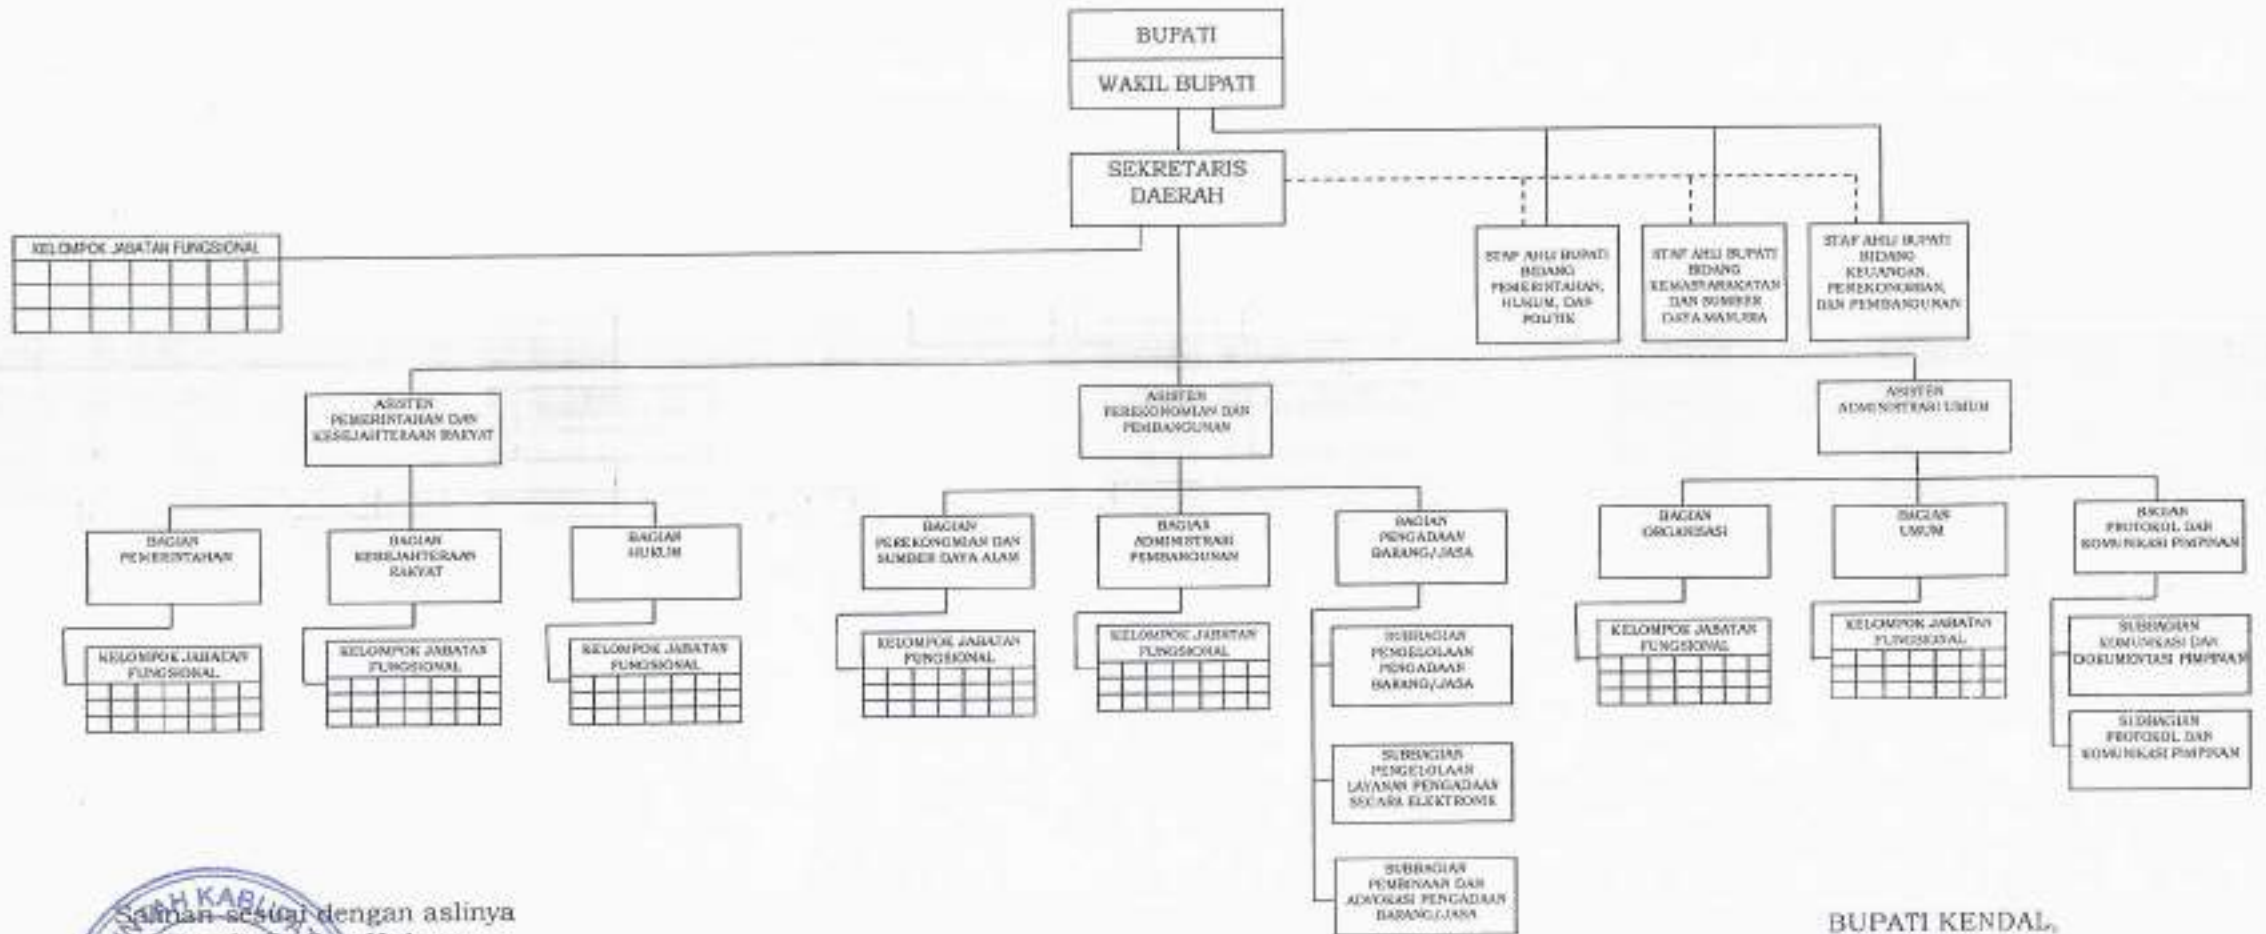 BUPATI
WAKIL BUPATI
SEKRETARIS
DAERAH
KELOMPOK JABATAN FUNGSIONAL
STAF AHLI BUPATI
BIDANG
PEMERINTAHAN,
HUKUM, DAN
POLITIK
STAF AHLI BUPATI
BIDANG
KEMASYARAKATAN
DAN SUMBER
DAYA MANUSIA
STAF AHLI BUPATI
BIDANG
KEUANGAN,
PEREKONOMIAN,
DAN PEMBANGUNAN
ASISTEN
PEMERINTAHAN DAN
KESEJAHTERAAN RAKYAT
ASISTEN
PEREKONOMIAN DAN
PEMBANGUNAN
ASISTEN
ADMINISTRASI UMUM
BAGIAN
PEMERINTAHAN
BAGIAN
KESEJAHTERAAN
RAKYAT
BAGIAN
HUKUM
BAGIAN
PEREKONOMIAN DAN
SUMBER DAYA ALAM
BAGIAN
ADMINISTRASI
PEMBANGUNAN
BAGIAN
PENGADAAN
BARANG/JASA
BAGIAN
ORGANISASI
BAGIAN
UMUM
BAGIAN
PROTOKOL DAN
KOMUNIKASI PIMPINAN
KELOMPOK JABATAN
FUNGSIONAL
KELOMPOK JABATAN
FUNGSIONAL
KELOMPOK JABATAN
FUNGSIONAL
KELOMPOK JABATAN
FUNGSIONAL
KELOMPOK JABATAN
FUNGSIONAL
SUBBAGIAN
PENGELOLAAN
PENGADAAN
BARANG/JASA
SUBBAGIAN
PENGELOLAAN
LAYANAN PENGADAAN
SECARA ELEKTRONIK
SUBBAGIAN
PEMBINAAN DAN
ADVOKASI PENGADAAN
BARANG/JASA
KELOMPOK JABATAN
FUNGSIONAL
KELOMPOK JABATAN
FUNGSIONAL
SUBBAGIAN
KOMUNIKASI DAN
DOKUMENTASI PIMPINAN
SUBBAGIAN
PROTOKOL DAN
KOMUNIKASI PIMPINAN
Salinan sesuai dengan aslinya
BUPATI KENDAL,